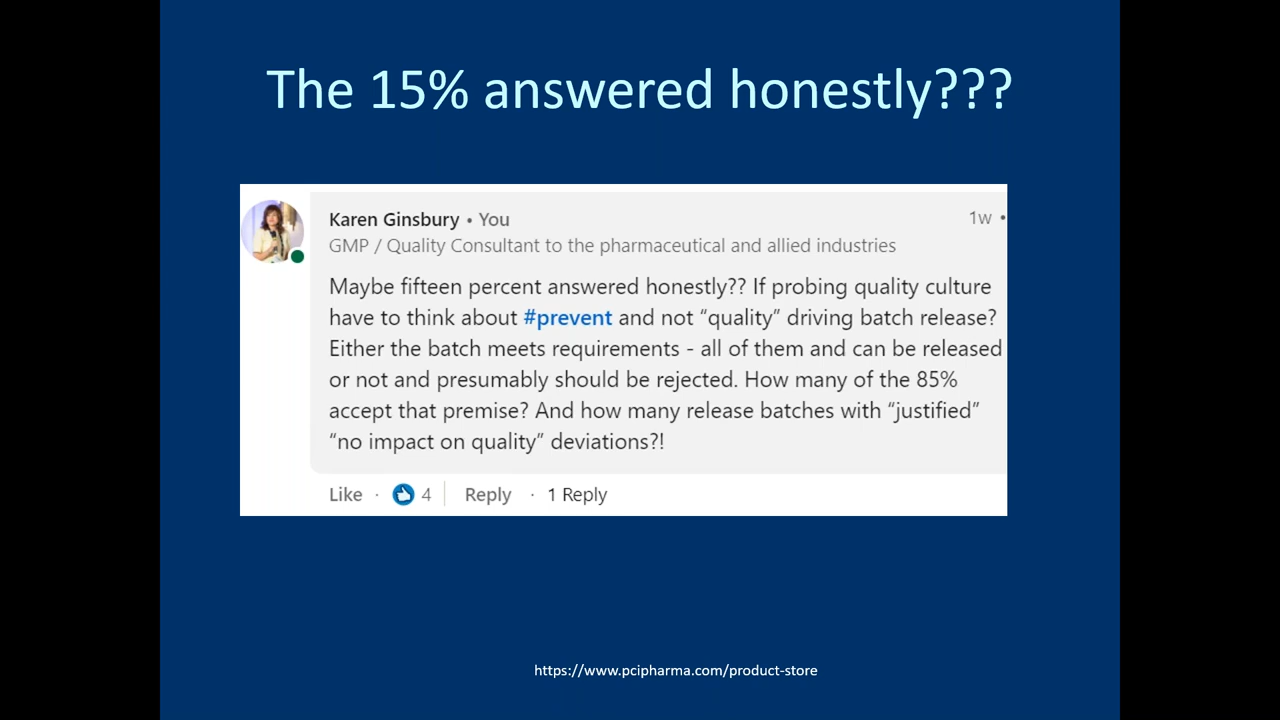 The 15% answered honestly???
Karen Ginsbury • You
1w •
GMP / Quality Consultant to the pharmaceutical and allied industries
Maybe fifteen percent answered honestly?? If probing quality culture
have to think about #prevent and not “quality” driving batch release?
Either the batch meets requirements - all of them and can be released
or not and presumably should be rejected. How many of the 85%
accept that premise? And how many release batches with “justified”
“no impact on quality” deviations?!
Like · 4 Reply · 1 Reply
https://www.pcipharma.com/product-store